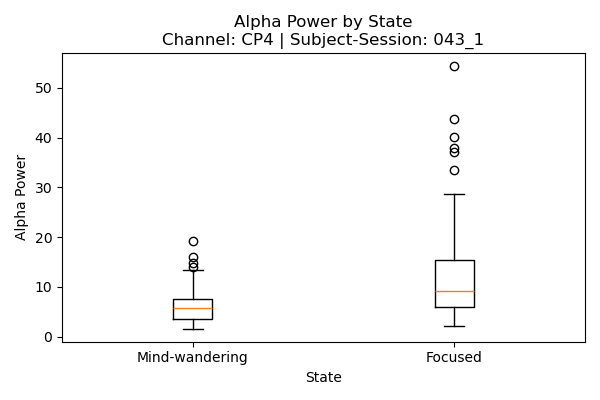 Alpha Power by State
Channel: CP4 | Subject-Session: 043_1
Alpha Power
50
40
30
20
10
0
Mind-wandering
Focused
State